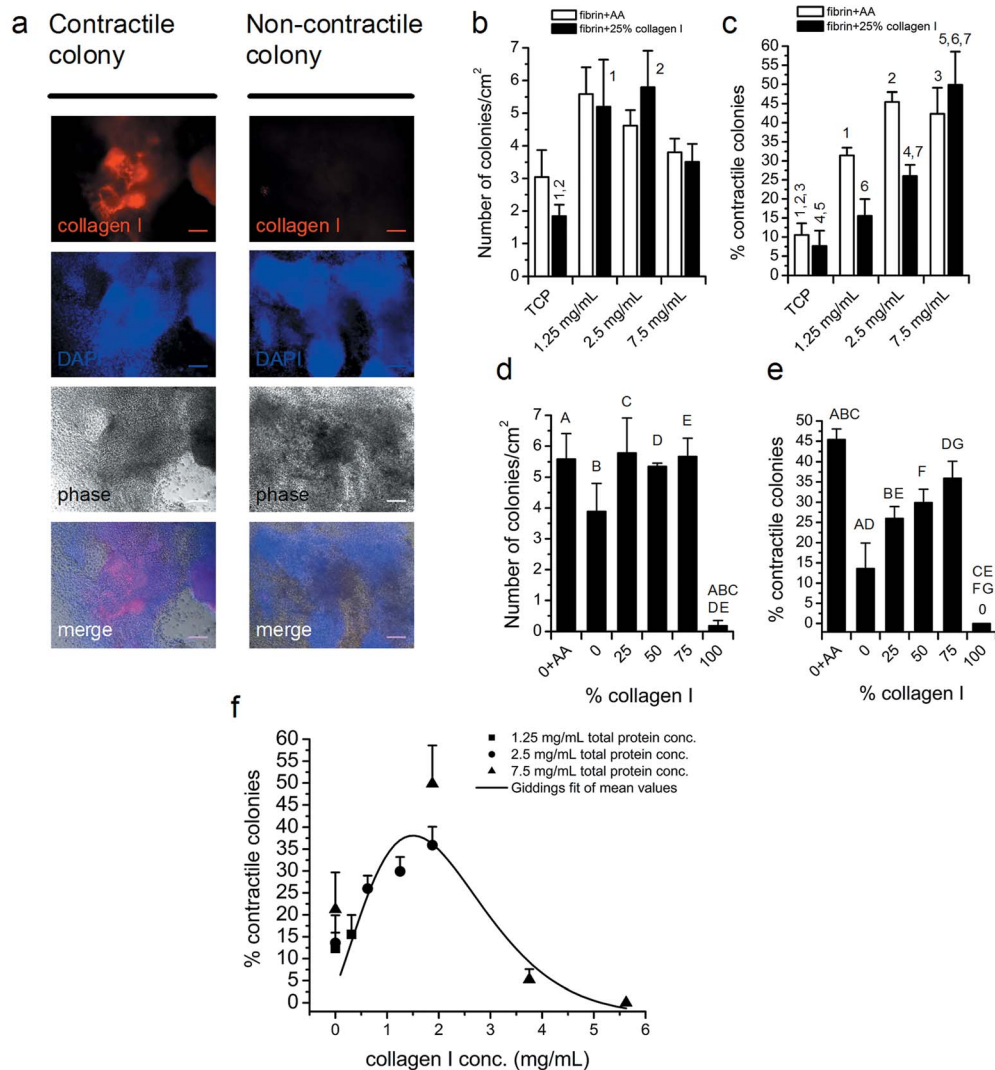 a
Contractile
colony
Non-contractile
colony
collagen I
collagen I
DAPI
DAPI
phase
phase
merge
merge
b
fibrin+AA
fibrin+25% collagen I
Number of colonies/cm²
7
6
5
4
3
2
1
0
1,2
1
2
TCP
1.25 mg/mL
2.5 mg/mL
7.5 mg/mL
c
fibrin+AA
fibrin+25% collagen I
% contractile colonies
60
55
50
45
40
35
30
25
20
15
10
5
0
1,2,3
4,5
1
6
2
4,7
3
5,6,7
TCP
1.25 mg/mL
2.5 mg/mL
7.5 mg/mL
d
Number of colonies/cm²
7
6
5
4
3
2
1
0
A
B
C
D
E
ABC
DE
0+AA
0
25
50
75
100
% collagen I
e
% contractile colonies
50
45
40
35
30
25
20
15
10
5
0
ABC
AD
BE
F
DG
CE
FG
0
0+AA
0
25
50
75
100
% collagen I
f
1.25 mg/mL total protein conc.
2.5 mg/mL total protein conc.
7.5 mg/mL total protein conc.
Giddings fit of mean values
% contractile colonies
60
55
50
45
40
35
30
25
20
15
10
5
0
0
1
2
3
4
5
6
collagen I conc. (mg/mL)